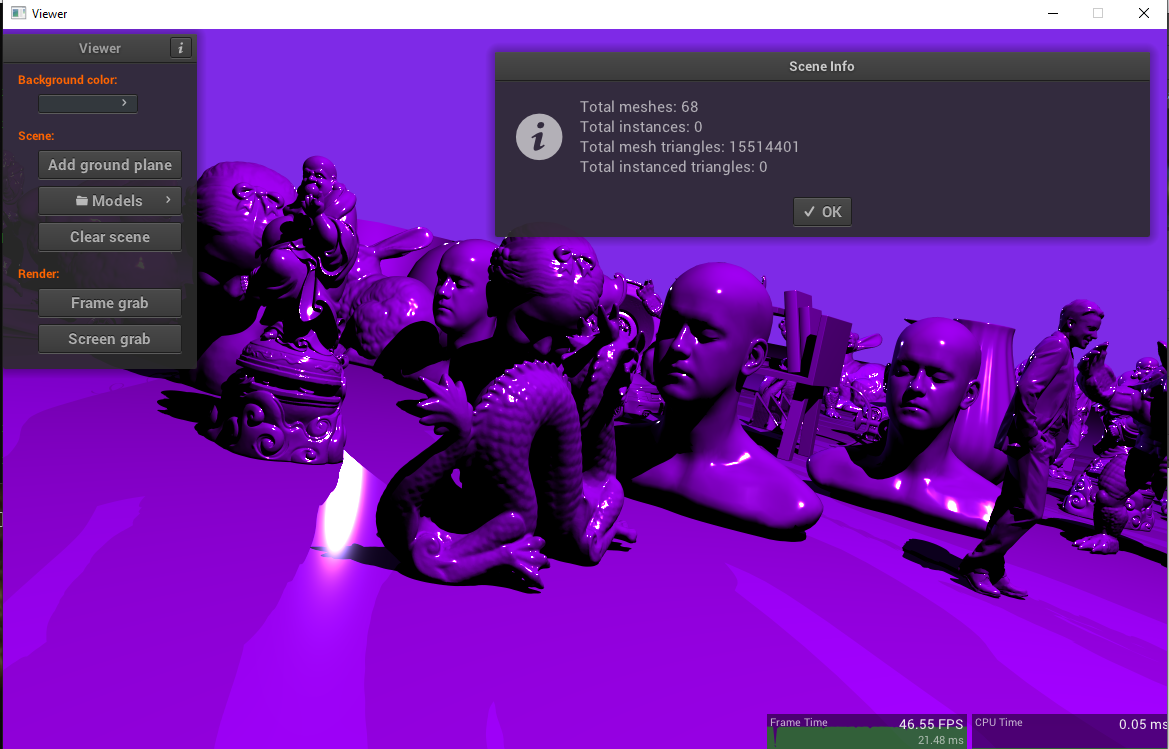 Viewer
Viewer
i
Background color:
Scene:
Add ground plane
Models
Clear scene
Render:
Frame grab
Screen grab
Scene Info
i
Total meshes: 68
Total instances: 0
Total mesh triangles: 15514401
Total instanced triangles: 0
OK
Frame Time 46.55 FPS
21.48 ms
CPU Time 0.05 ms